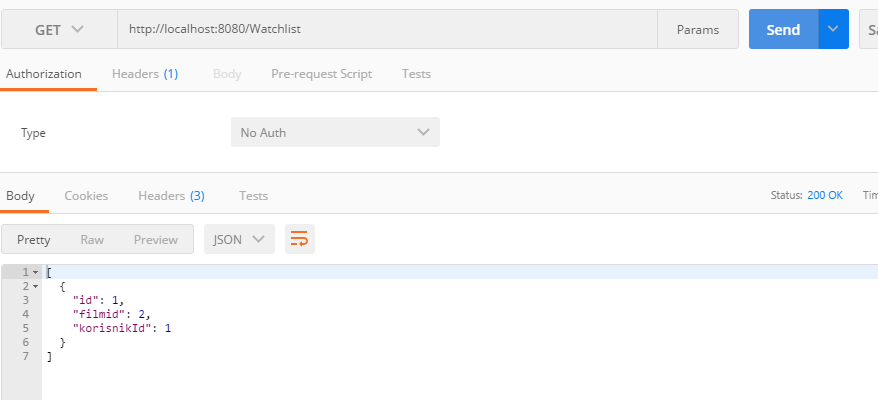 GET http://localhost:8080/Watchlist Params Send
Authorization Headers (1) Body Pre-request Script Tests
Type No Auth
Body Cookies Headers (3) Tests Status: 200 OK
Pretty Raw Preview JSON
1 [
2 {
3 "id": 1,
4 "filmid": 2,
5 "korisnikId": 1
6 }
7 ]